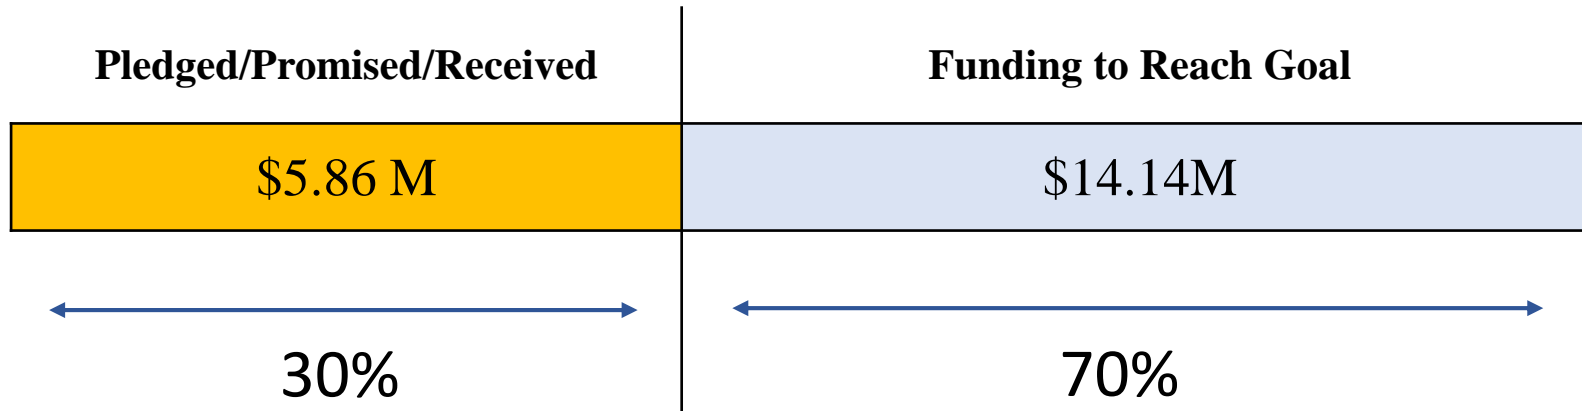 Pledged/Promised/Received
Funding to Reach Goal
$5.86 M
$14.14M
30%
70%